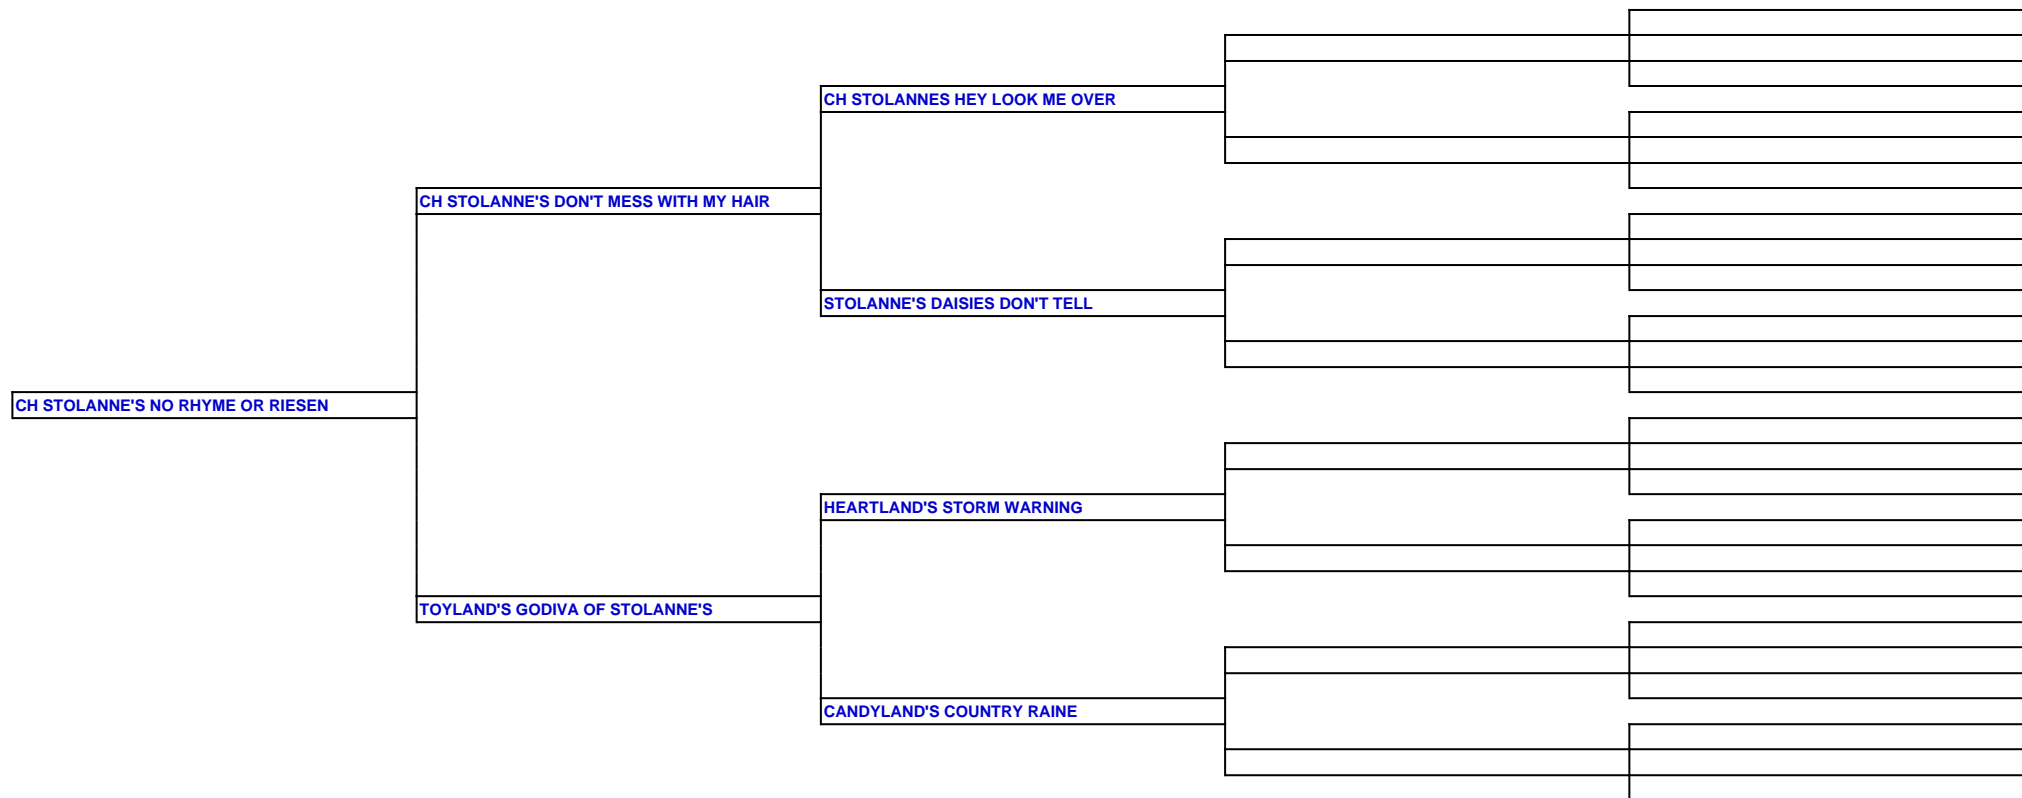 CH STOLANNES HEY LOOK ME OVER
CH STOLANNE'S DON'T MESS WITH MY HAIR
STOLANNE'S DAISIES DON'T TELL
CH STOLANNE'S NO RHYME OR RIESEN
HEARTLAND'S STORM WARNING
TOYLAND'S GODIVA OF STOLANNE'S
CANDYLAND'S COUNTRY RAINE